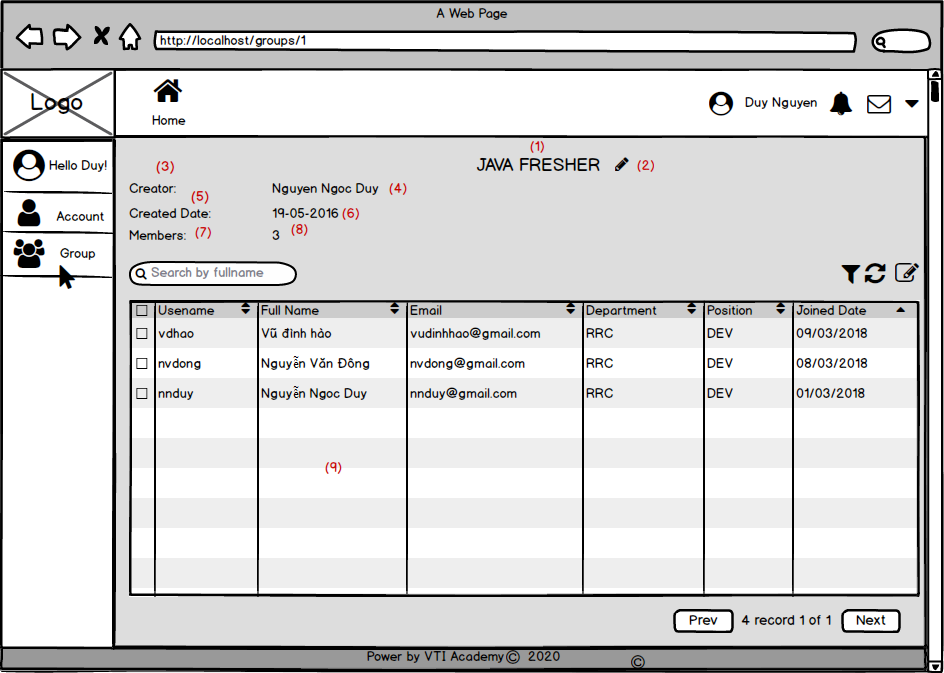 A Web Page
http://localhost/groups/1
Logo
Home
Duy Nguyen
Hello Duy!
Account
Group
(1)
JAVA FRESHER (2)
(3)
Creator: Nguyen Ngoc Duy (4)
(5)
Created Date: 19-05-2016 (6)
Members: (7) 3 (8)
Search by fullname
Usename Full Name Email Department Position Joined Date
vdhao Vũ đình hào vudinhhao@gmail.com RRC DEV 09/03/2018
nvdong Nguyễn Văn Đông nvdong@gmail.com RRC DEV 08/03/2018
nnduy Nguyễn Ngoc Duy nnduy@gmail.com RRC DEV 01/03/2018
(9)
Prev 4 record 1 of 1 Next
Power by VTI Academy © 2020 ©